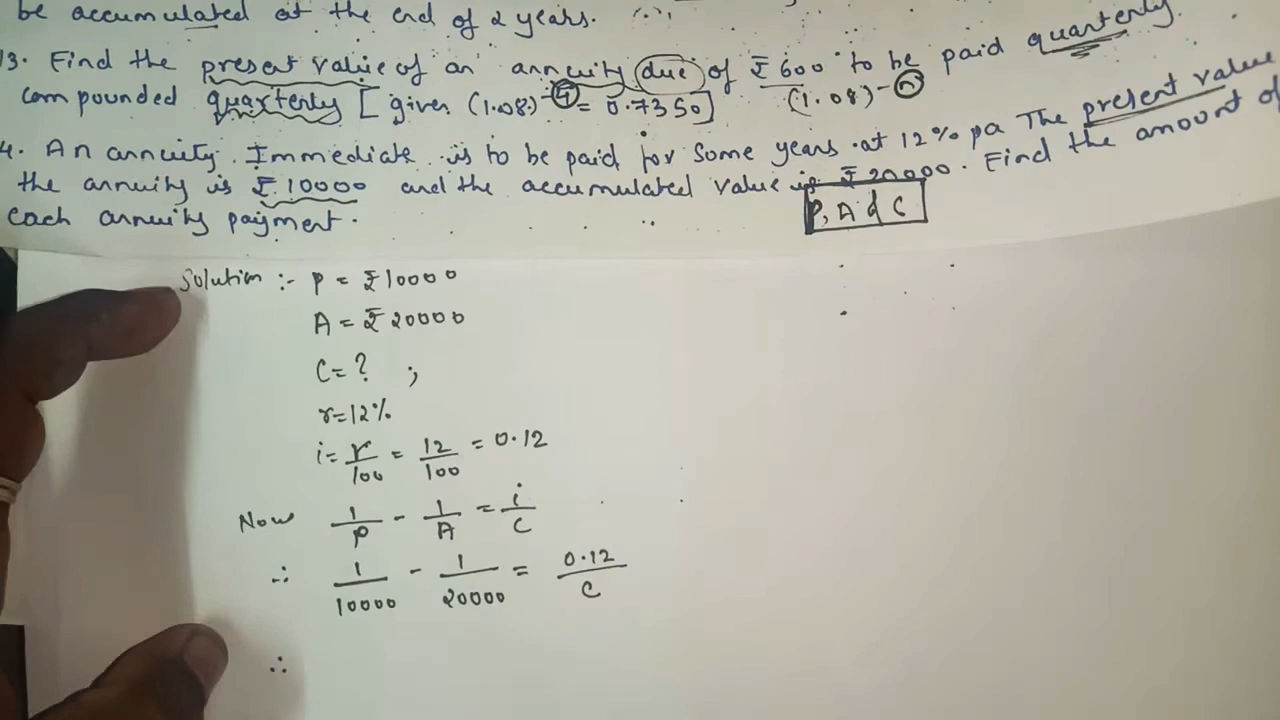 be accumulated at the end of 2 years.
13. Find the present value of an annuity due of ₹600 to be paid quarterly
compounded quarterly [given (1.08)⁻⁴ = 0.7350] (1.08)⁻ⁿ
4. An annuity Immediate is to be paid for some years at 12% pa The present value
the annuity is ₹10000 and the accumulated value is ₹20000. Find the amount of
each annuity payment.
P, A & C
Solution :- P = ₹10000
A = ₹20000
C = ? ;
r = 12%
i = r/100 = 12/100 = 0.12
Now 1/P - 1/A = i/C
∴ 1/10000 - 1/20000 = 0.12/C
∴